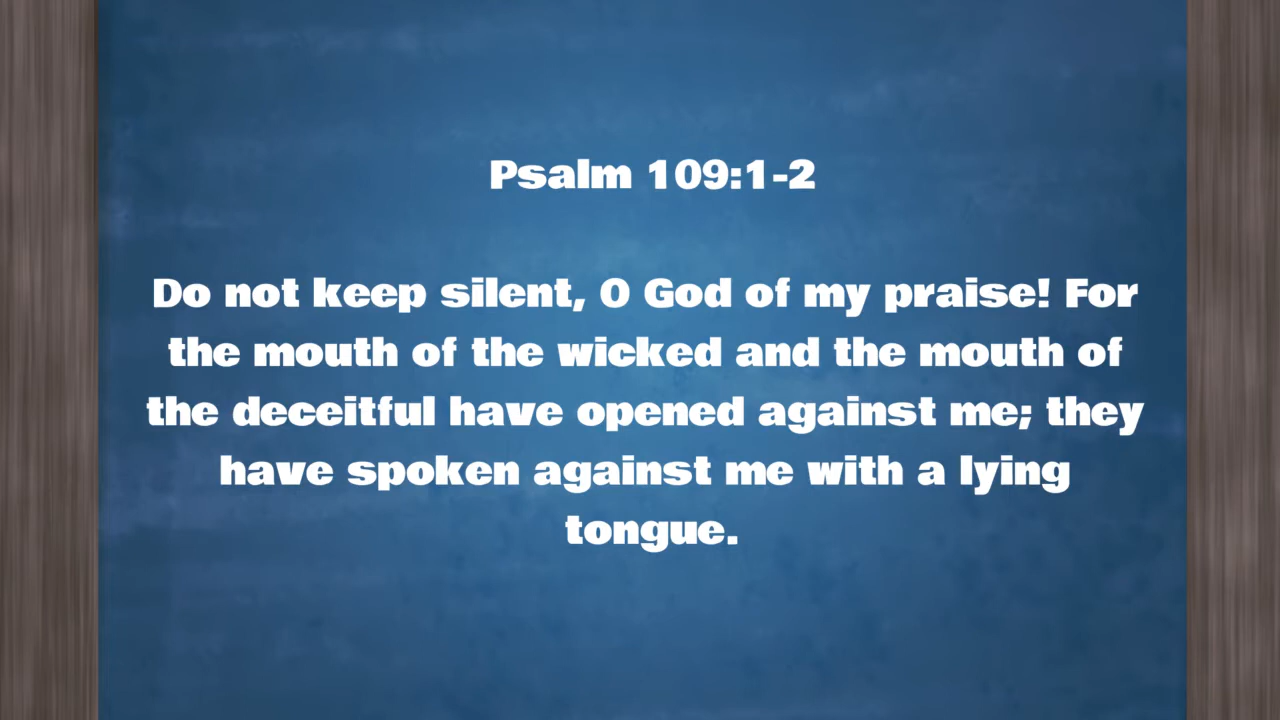 Psalm 109:1-2
Do not keep silent, O God of my praise! For
the mouth of the wicked and the mouth of
the deceitful have opened against me; they
have spoken against me with a lying
tongue.